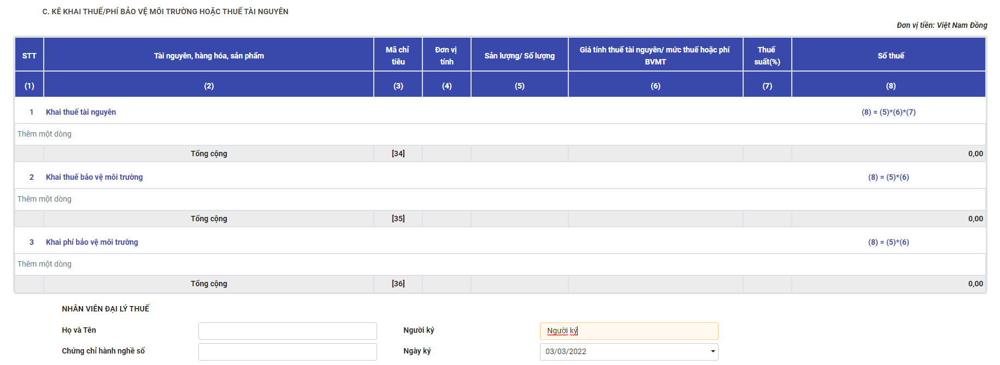 C. KÊ KHAI THUẾ/PHÍ BẢO VỆ MÔI TRƯỜNG HOẶC THUẾ TÀI NGUYÊN
Đơn vị tiền: Việt Nam Đồng
STT Tài nguyên, hàng hóa, sản phẩm Mã chỉ tiêu Đơn vị tính Sản lượng/ Số lượng Giá tính thuế tài nguyên/ mức thuế hoặc phí BVMT Thuế suất(%) Số thuế
(1) (2) (3) (4) (5) (6) (7) (8)
1 Khai thuế tài nguyên (8) = (5)*(6)*(7)
Thêm một dòng
Tổng cộng [34] 0,00
2 Khai thuế bảo vệ môi trường (8) = (5)*(6)
Thêm một dòng
Tổng cộng [35] 0,00
3 Khai phí bảo vệ môi trường (8) = (5)*(6)
Thêm một dòng
Tổng cộng [36] 0,00
NHÂN VIÊN ĐẠI LÝ THUẾ
Họ và Tên Người ký Người ký
Chứng chỉ hành nghề số Ngày ký 03/03/2022